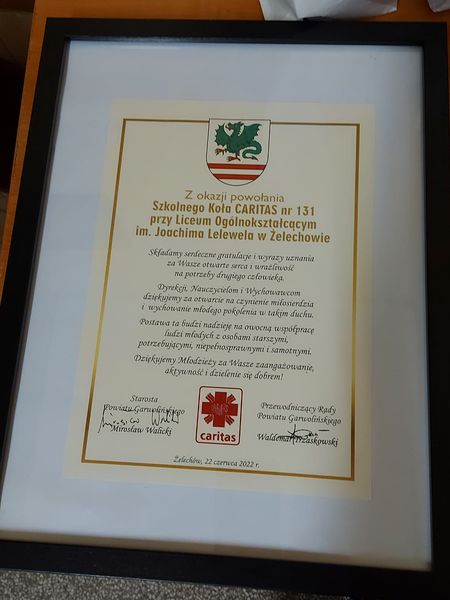 Z okazji powołania
Szkolnego Koła CARITAS nr 131
przy Liceum Ogólnokształcącym
im. Joachima Lelewela w Żelechowie
Składamy serdeczne gratulacje i wyrazy uznania
za Wasze otwarte serca i wrażliwość
na potrzeby drugiego człowieka.
Dyrekcji, Nauczycielom i Wychowawcom
dziękujemy za otwarcie na czynienie miłosierdzia
i wychowanie młodego pokolenia w takim duchu.
Postawa ta budzi nadzieję na owocną współpracę
ludzi młodych z osobami starszymi,
potrzebującymi, niepełnosprawnymi i samotnymi.
Dziękujemy Młodzieży za Wasze zaangażowanie,
aktywność i dzielenie się dobrem!
Starosta
Powiatu Garwolińskiego
Mirosław Walicki
caritas
Przewodniczący Rady
Powiatu Garwolińskiego
Waldemar Trzaskowski
Żelechów, 22 czerwca 2022 r.